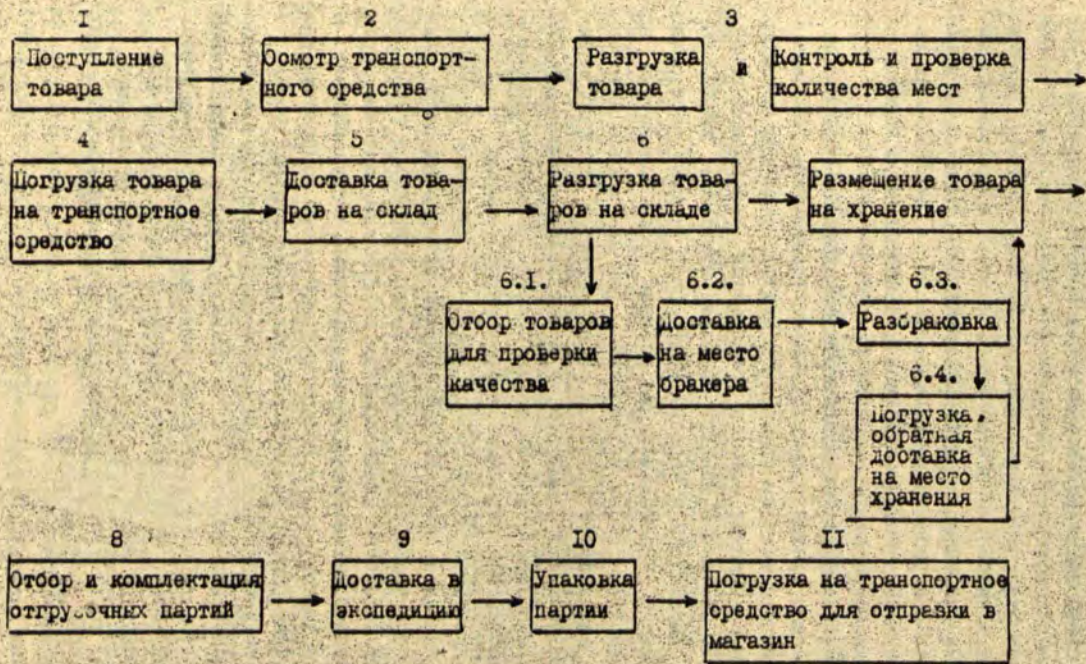 I
Поступление
товара
2
Осмотр транспорт-
ного средства
3
Разгрузка
товара
и
Контроль и проверка
количества мест
4
Погрузка товара
на транспортное
средство
5
Доставка това-
ров на склад
6
Разгрузка това-
ров на складе
Размещение товара
на хранение
6.1.
Отбор товаров
для проверки
качества
6.2.
Доставка
на место
бракера
6.3.
Разбраковка
6.4.
Погрузка,
обратная
доставка
на место
хранения
8
Отбор и комплектация
отгрузочных партий
9
Доставка в
экспедицию
10
Упаковка
партии
II
Погрузка на транспортное
средство для отправки в
магазин